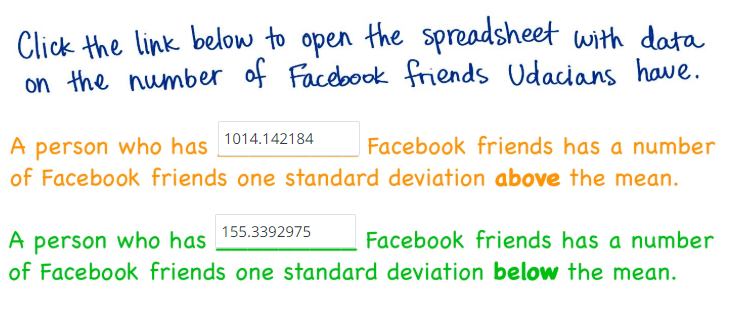 Click the link below to open the spreadsheet with data
on the number of Facebook friends Udacians have.
A person who has 1014.142184 Facebook friends has a number
of Facebook friends one standard deviation above the mean.
A person who has 155.3392975 Facebook friends has a number
of Facebook friends one standard deviation below the mean.